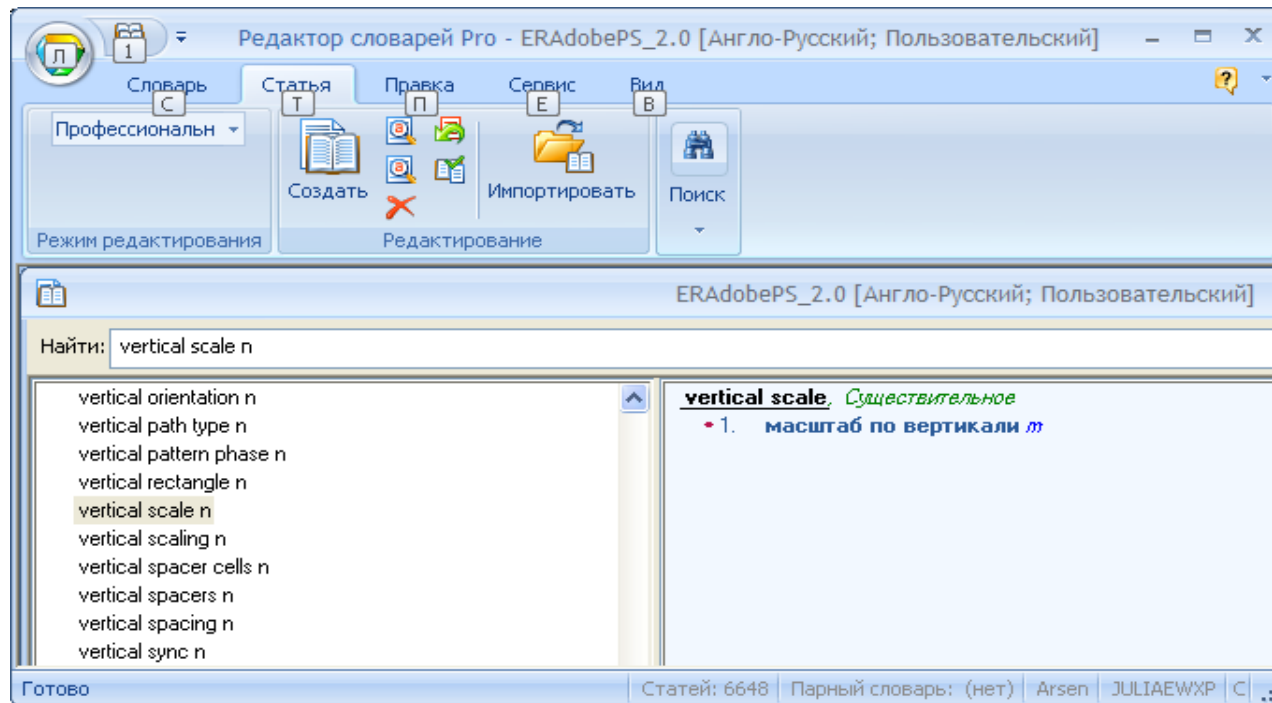 Редактор словарей Pro - ERAdobePS_2.0 [Англо-Русский; Пользовательский]
Л
1
Словарь Статья Правка Сервис Вид
С Т П Е В
Профессиональн
Создать
Импортировать
Поиск
Режим редактирования
Редактирование
ERAdobePS_2.0 [Англо-Русский; Пользовательский]
Найти: vertical scale n
vertical orientation n
vertical path type n
vertical pattern phase n
vertical rectangle n
vertical scale n
vertical scaling n
vertical spacer cells n
vertical spacers n
vertical spacing n
vertical sync n
vertical scale, Существительное
1. масштаб по вертикали m
Готово
Статей: 6648 Парный словарь: (нет) Arsen JULIAEWXP С